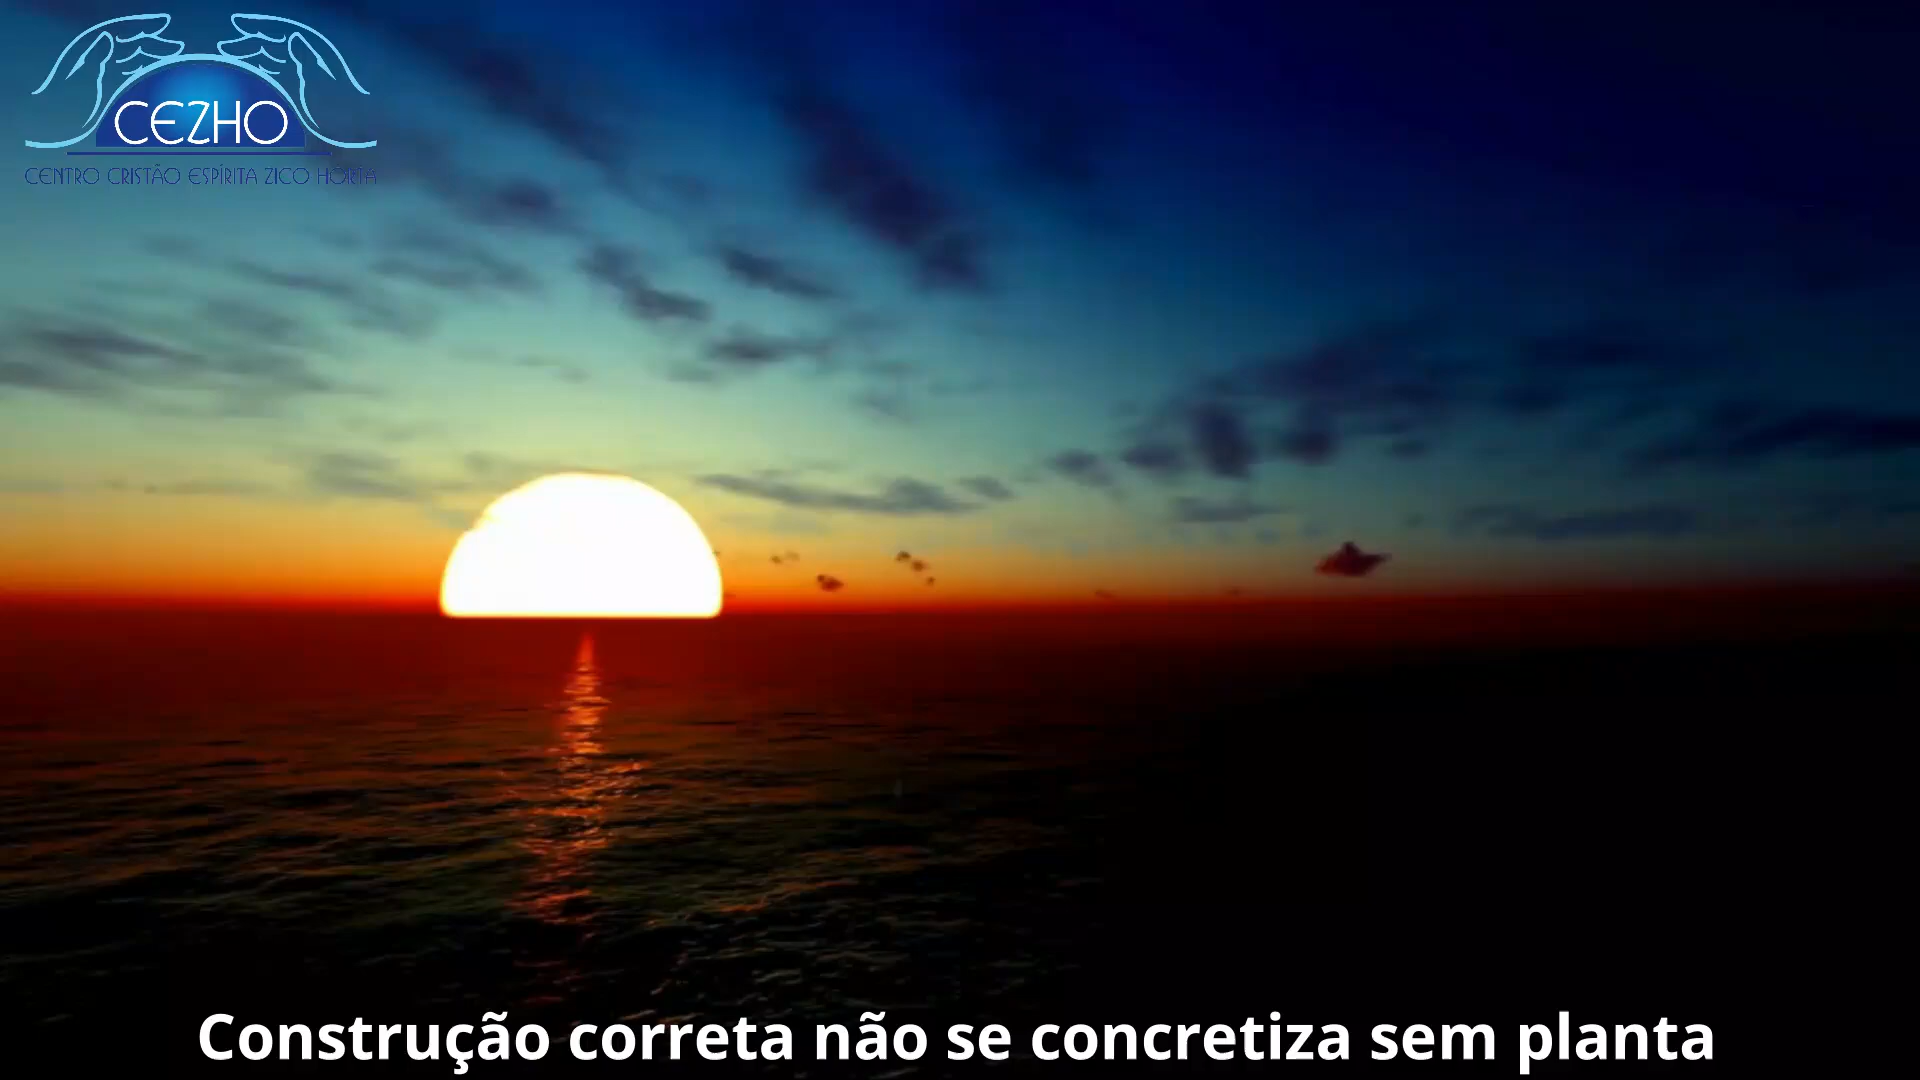 CEZHO
CENTRO CRISTÃO ESPÍRITA ZICO HORTA
Construção correta não se concretiza sem planta